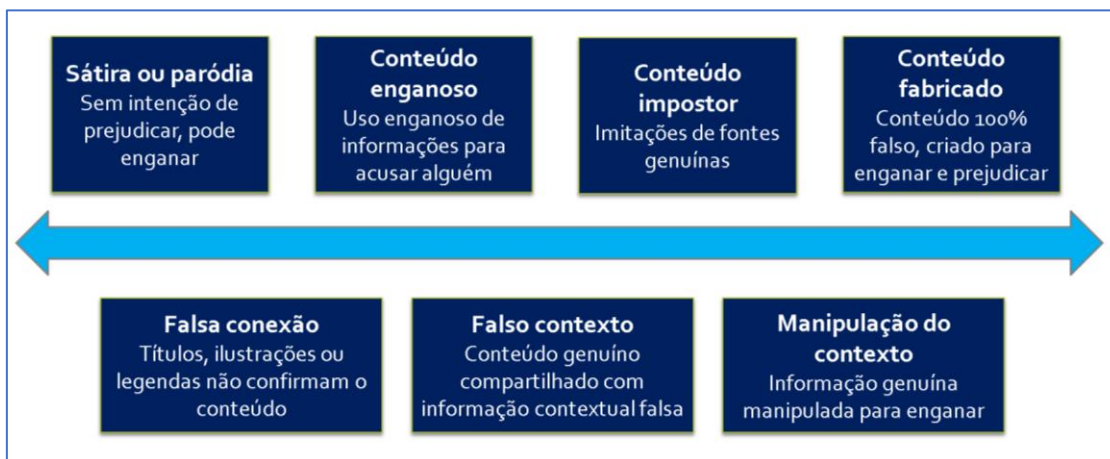 Sátira ou paródia
Sem intenção de
prejudicar, pode
enganar
Conteúdo
enganoso
Uso enganoso de
informações para
acusar alguém
Conteúdo
impostor
Imitações de fontes
genuínas
Conteúdo
fabricado
Conteúdo 100%
falso, criado para
enganar e prejudicar
Falsa conexão
Títulos, ilustrações ou
legendas não confirmam o
conteúdo
Falso contexto
Conteúdo genuíno
compartilhado com
informação contextual falsa
Manipulação do
contexto
Informação genuína
manipulada para enganar